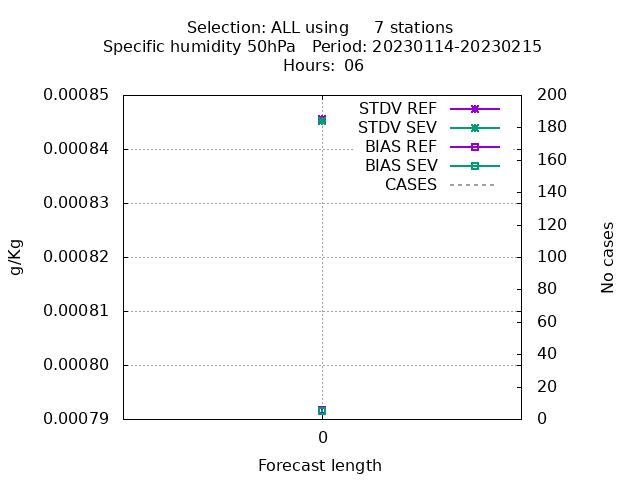 Selection: ALL using     7 stations
Specific humidity 50hPa   Period: 20230114-20230215
Hours:  06
0.00085
0.00084
0.00083
0.00082
0.00081
0.00080
0.00079
g/Kg
STDV REF
STDV SEV
BIAS REF
BIAS SEV
CASES
200
180
160
140
120
100
80
60
40
20
0
No cases
0
Forecast length